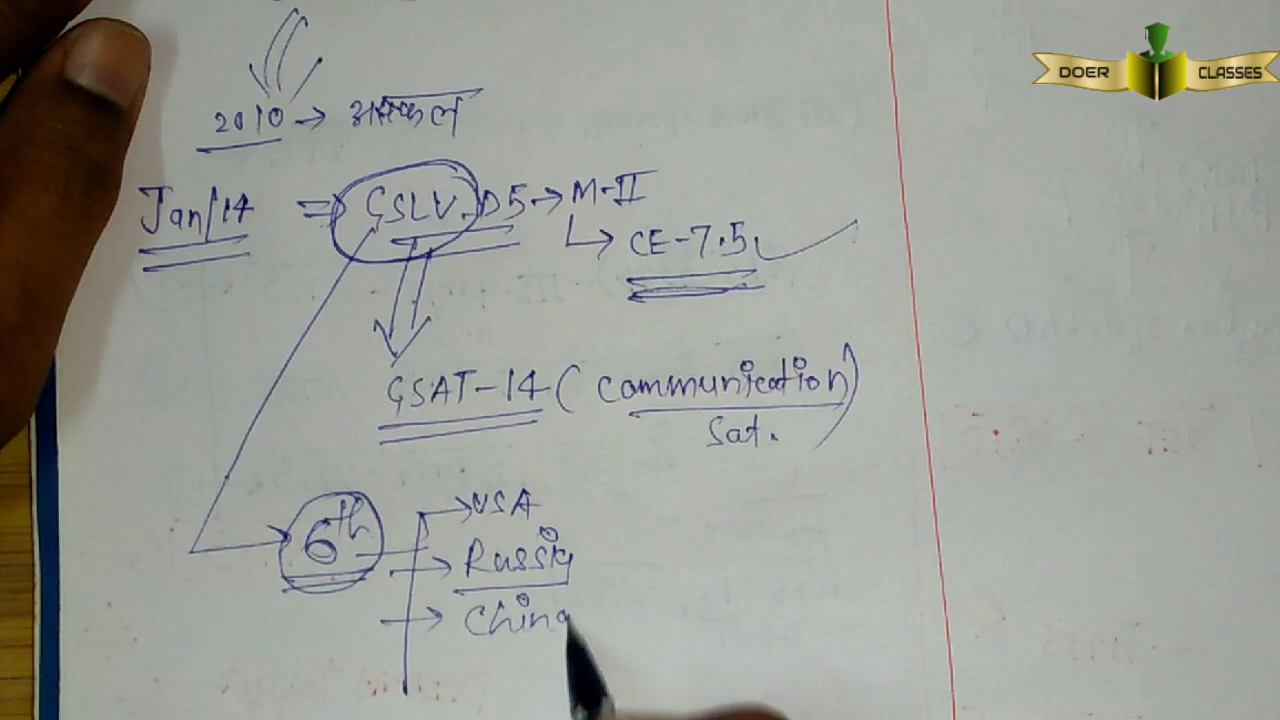 DOER CLASSES
2010 → असफल
Jan/14 ⇒ GSLV.D5 → M-II
↳ CE-7.5
GSAT-14 (Communication)
Sat.
6th → USA
→ Russia
→ China